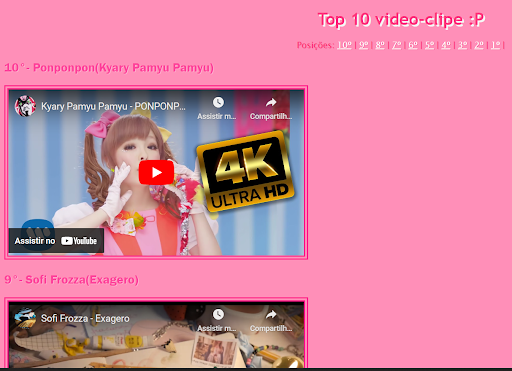 Top 10 video-clipe :P
Posições: 10º | 9º | 8º | 7º | 6º | 5º | 4º | 3º | 2º | 1º |
10°- Ponponpon(Kyary Pamyu Pamyu)
Kyary Pamyu Pamyu - PONPONP...
Assistir m... Compartilh...
4K
ULTRA HD
Assistir no YouTube
9°- Sofi Frozza(Exagero)
Sofi Frozza - Exagero
Assistir m... Compartilh...